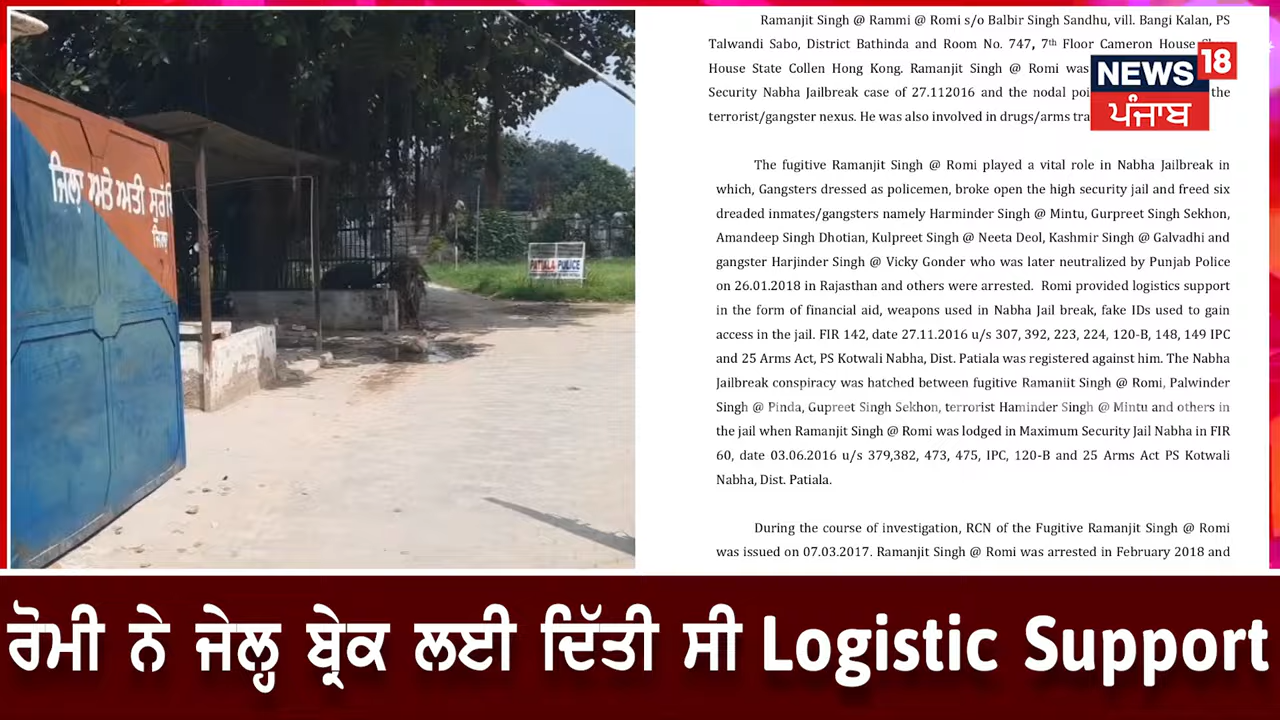 ਜਿਲ੍ਹਾ ਅਤੇ ਅਤੀ ਸੁਰੱ
ਜਿਲ੍ਹਾ
PATIALA POLICE
Ramanjit Singh @ Rammi @ Romi s/o Balbir Singh Sandhu, vill. Bangi Kalan, PS
Talwandi Sabo, District Bathinda and Room No. 747, 7th Floor Cameron House
House State Collen Hong Kong. Ramanjit Singh @ Romi was
Security Nabha Jailbreak case of 27.112016 and the nodal the
terrorist/gangster nexus. He was also involved in drugs/arms
NEWS 18
ਪੰਜਾਬ
The fugitive Ramanjit Singh @ Romi played a vital role in Nabha Jailbreak in
which, Gangsters dressed as policemen, broke open the high security jail and freed six
dreaded inmates/gangsters namely Harminder Singh @ Mintu, Gurpreet Singh Sekhon,
Amandeep Singh Dhotian, Kulpreet Singh @ Neeta Deol, Kashmir Singh @ Galvadhi and
gangster Harjinder Singh @ Vicky Gonder who was later neutralized by Punjab Police
on 26.01.2018 in Rajasthan and others were arrested. Romi provided logistics support
in the form of financial aid, weapons used in Nabha Jail break, fake IDs used to gain
access in the jail. FIR 142, date 27.11.2016 u/s 307, 392, 223, 224, 120-B, 148, 149 IPC
and 25 Arms Act, PS Kotwali Nabha, Dist. Patiala was registered against him. The Nabha
Jailbreak conspiracy was hatched between fugitive Ramanjit Singh @ Romi, Palwinder
Singh @ Pinda, Gupreet Singh Sekhon, terrorist Haminder Singh @ Mintu and others in
the jail when Ramanjit Singh @ Romi was lodged in Maximum Security Jail Nabha in FIR
60, date 03.06.2016 u/s 379,382, 473, 475, IPC, 120-B and 25 Arms Act PS Kotwali
Nabha, Dist. Patiala.
During the course of investigation, RCN of the Fugitive Ramanjit Singh @ Romi
was issued on 07.03.2017. Ramanjit Singh @ Romi was arrested in February 2018 and
ਰੋਮੀ ਨੇ ਜੇਲ੍ਹ ਬ੍ਰੇਕ ਲਈ ਦਿੱਤੀ ਸੀ Logistic Support